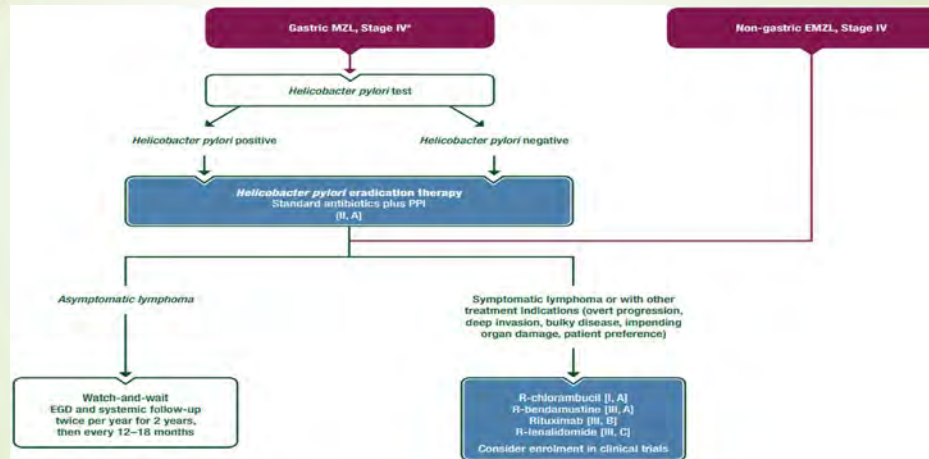 Gastric MZL, Stage IVª
Non-gastric EMZL, Stage IV
Helicobacter pylori test
Helicobacter pylori positive
Helicobacter pylori negative
Helicobacter pylori eradication therapy
Standard antibiotics plus PPI
[II, A]
Asymptomatic lymphoma
Symptomatic lymphoma or with other
treatment indications (overt progression,
deep invasion, bulky disease, impending
organ damage, patient preference)
Watch-and-wait
EGD and systemic follow-up
twice per year for 2 years,
then every 12–18 months
R-chlorambucil [I, A]
R-bendamustine [III, A]
Rituximab [III, B]
R-lenalidomide [III, C]
Consider enrolment in clinical trials